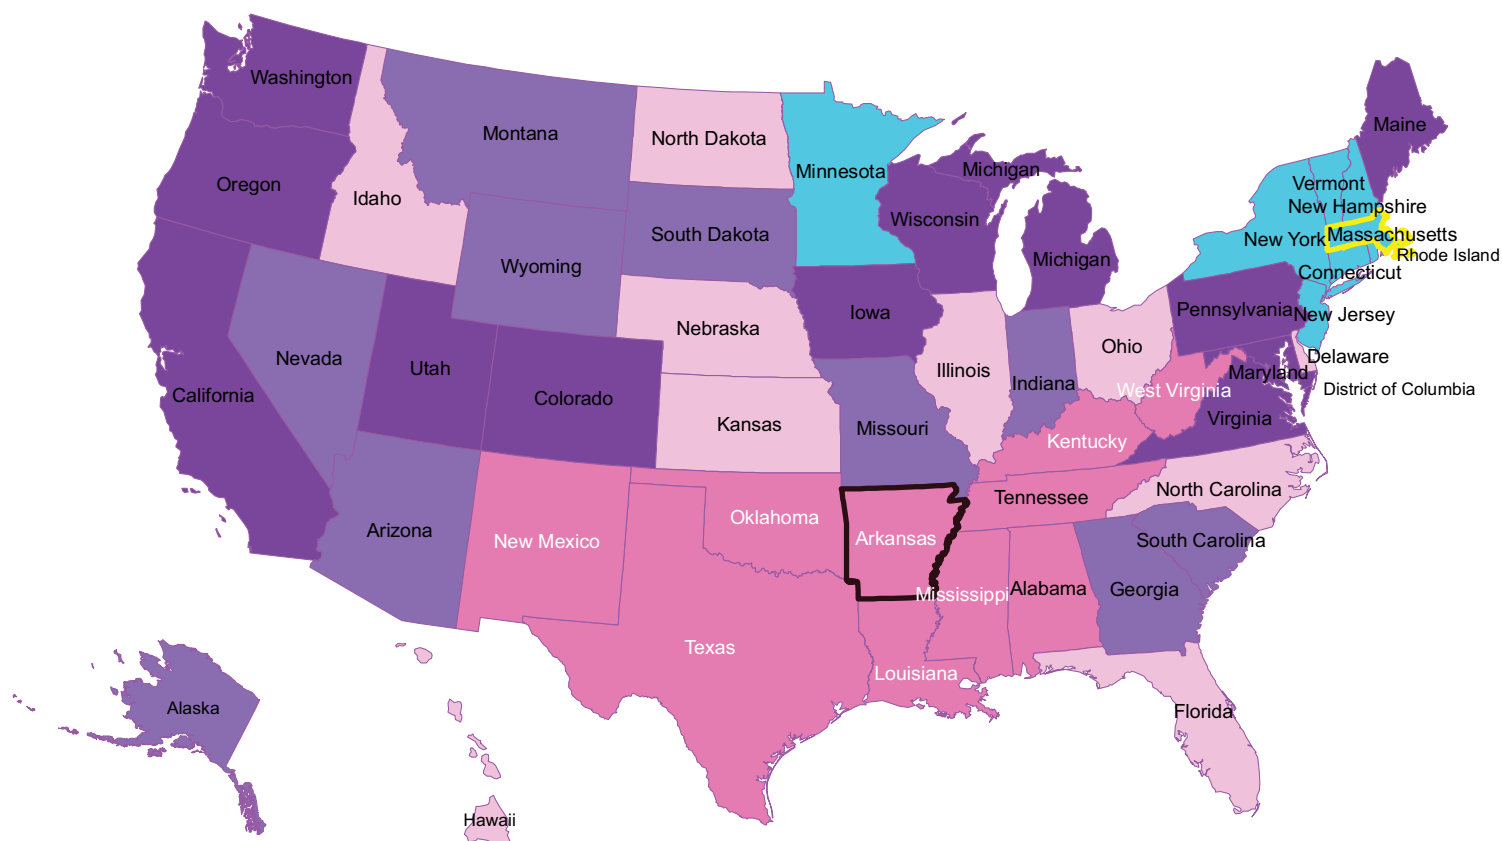 Washington
Maine
Montana
North Dakota
Michigan
Minnesota
Oregon
Vermont
Idaho
New Hampshire
Wisconsin
South Dakota
New York
Massachusetts
Rhode Island
Michigan
Wyoming
Connecticut
Pennsylvania
Iowa
New Jersey
Nebraska
Ohio
Nevada
Delaware
Utah
Illinois
Maryland
Indiana
District of Columbia
West Virginia
California
Colorado
Virginia
Kansas
Missouri
Kentucky
North Carolina
Tennessee
Oklahoma
Arizona
Arkansas
South Carolina
New Mexico
Alabama
Georgia
Mississippi
Texas
Louisiana
Alaska
Florida
Hawaii